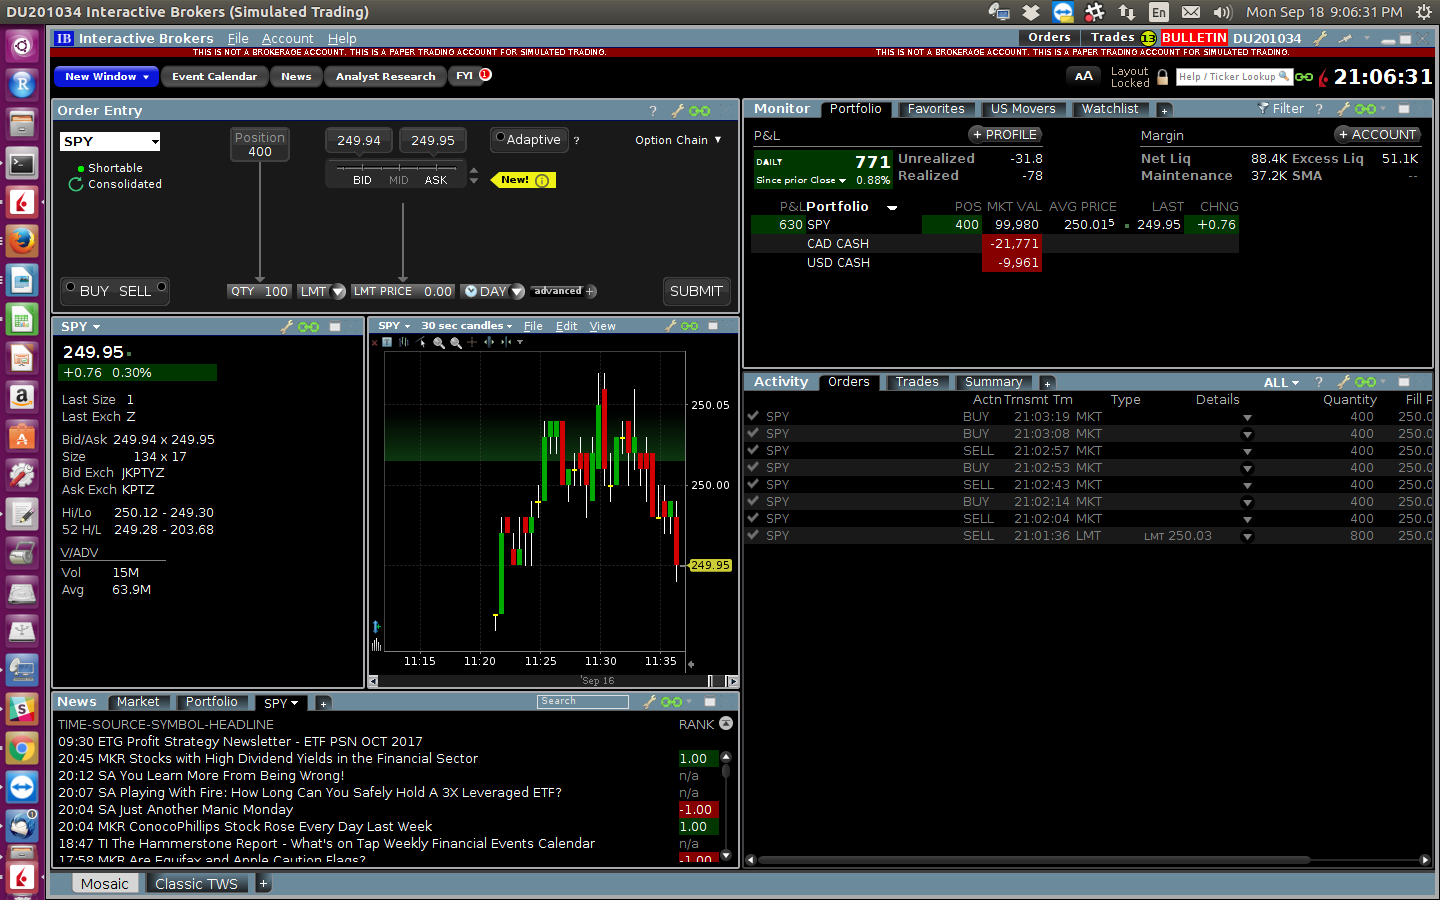 DU201034 Interactive Brokers (Simulated Trading)
En
Mon Sep 18 9:06:31 PM
IB Interactive Brokers File Account Help
Orders Trades 13 BULLETIN DU201034
THIS IS NOT A BROKERAGE ACCOUNT. THIS IS A PAPER TRADING ACCOUNT FOR SIMULATED TRADING.
THIS IS NOT A BROKERAGE ACCOUNT. THIS IS A PAPER TRADING ACCOUNT FOR SIMULATED TRADING.
New Window Event Calendar News Analyst Research FYI 1
AA Layout Locked Help / Ticker Lookup 21:06:31
Order Entry ?
SPY
Position
400
249.94 249.95
Adaptive ?
Option Chain
Shortable
Consolidated
BID MID ASK
New!
BUY SELL
QTY 100 LMT LMT PRICE 0.00 DAY advanced +
SUBMIT
Monitor Portfolio Favorites US Movers Watchlist + Filter ?
P&L + PROFILE Margin + ACCOUNT
DAILY 771
Since prior Close 0.88%
Unrealized -31.8
Realized -78
Net Liq 88.4K Excess Liq 51.1K
Maintenance 37.2K SMA --
P&L Portfolio POS MKT VAL AVG PRICE LAST CHNG
630 SPY 400 99,980 250.01⁵ 249.95 +0.76
CAD CASH -21,771
USD CASH -9,961
SPY
249.95
+0.76 0.30%
Last Size 1
Last Exch Z
Bid/Ask 249.94 x 249.95
Size 134 x 17
Bid Exch JKPTYZ
Ask Exch KPTZ
Hi/Lo 250.12 - 249.30
52 H/L 249.28 - 203.68
V/ADV
Vol 15M
Avg 63.9M
SPY 30 sec candles File Edit View
250.05
250.00
249.95
11:15 11:20 11:25 11:30 11:35
'Sep 16
Activity Orders Trades Summary + ALL ?
Actn Trnsmt Tm Type Details Quantity Fill P
SPY BUY 21:03:19 MKT 400 250.0
SPY BUY 21:03:08 MKT 400 250.0
SPY SELL 21:02:57 MKT 400 250.0
SPY BUY 21:02:53 MKT 400 250.0
SPY SELL 21:02:43 MKT 400 250.0
SPY BUY 21:02:14 MKT 400 250.0
SPY SELL 21:02:04 MKT 400 250.0
SPY SELL 21:01:36 LMT LMT 250.03 800 250.0
News Market Portfolio SPY + Search
TIME-SOURCE-SYMBOL-HEADLINE RANK
09:30 ETG Profit Strategy Newsletter - ETF PSN OCT 2017
20:45 MKR Stocks with High Dividend Yields in the Financial Sector 1.00
20:12 SA You Learn More From Being Wrong! n/a
20:07 SA Playing With Fire: How Long Can You Safely Hold A 3X Leveraged ETF? n/a
20:04 SA Just Another Manic Monday -1.00
20:04 MKR ConocoPhillips Stock Rose Every Day Last Week 1.00
18:47 TI The Hammerstone Report - What's on Tap Weekly Financial Events Calendar n/a
17:58 MKR Are Equifax and Apple Caution Flags? -1.00
Mosaic Classic TWS +